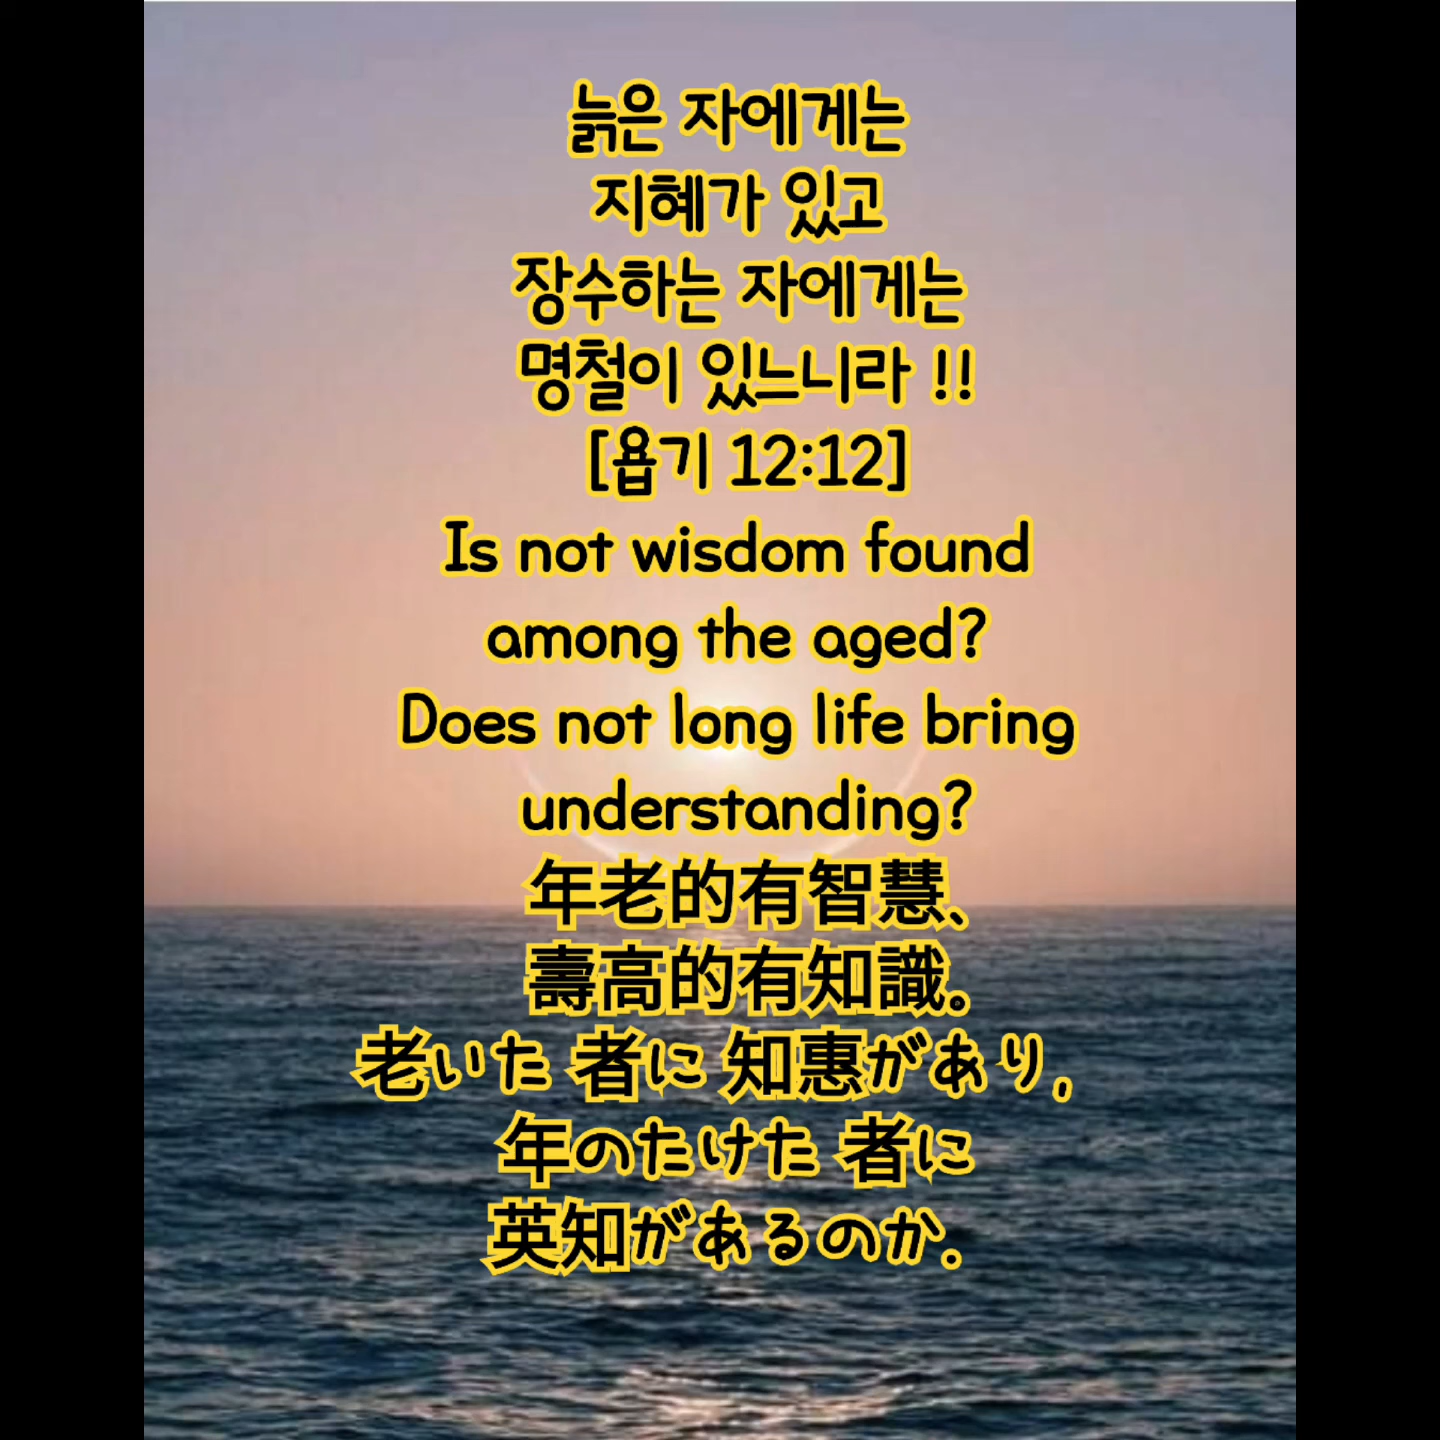 늙은 자에게는
지혜가 있고
장수하는 자에게는
명철이 있느니라 !!
[욥기 12:12]
Is not wisdom found
among the aged?
Does not long life bring
understanding?
年老的有智慧、
壽高的有知識。
老いた 者に 知惠があり,
年のたけた 者に
英知があるのか.